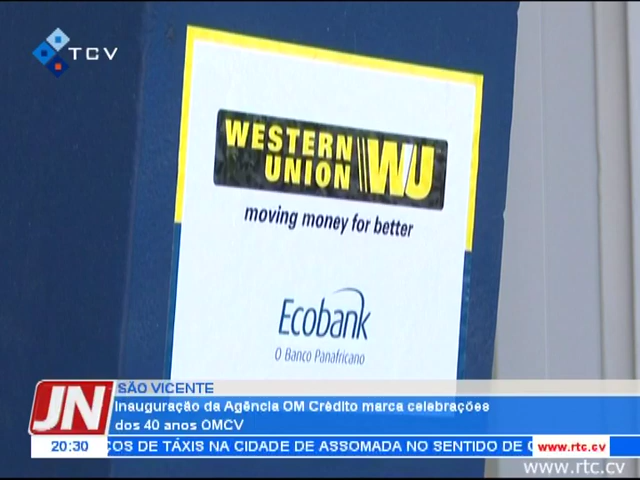 TCV
WESTERN
UNION WU
moving money for better
Ecobank
O Banco Panafricano
SÃO VICENTE
JN
Inauguração da Agência OM Crédito marca celebrações
dos 40 anos OMCV
20:30
DE TÁXIS NA CIDADE DE ASSOMADA NO SENTIDO DE
www.rtc.cv
www.rtc.cv